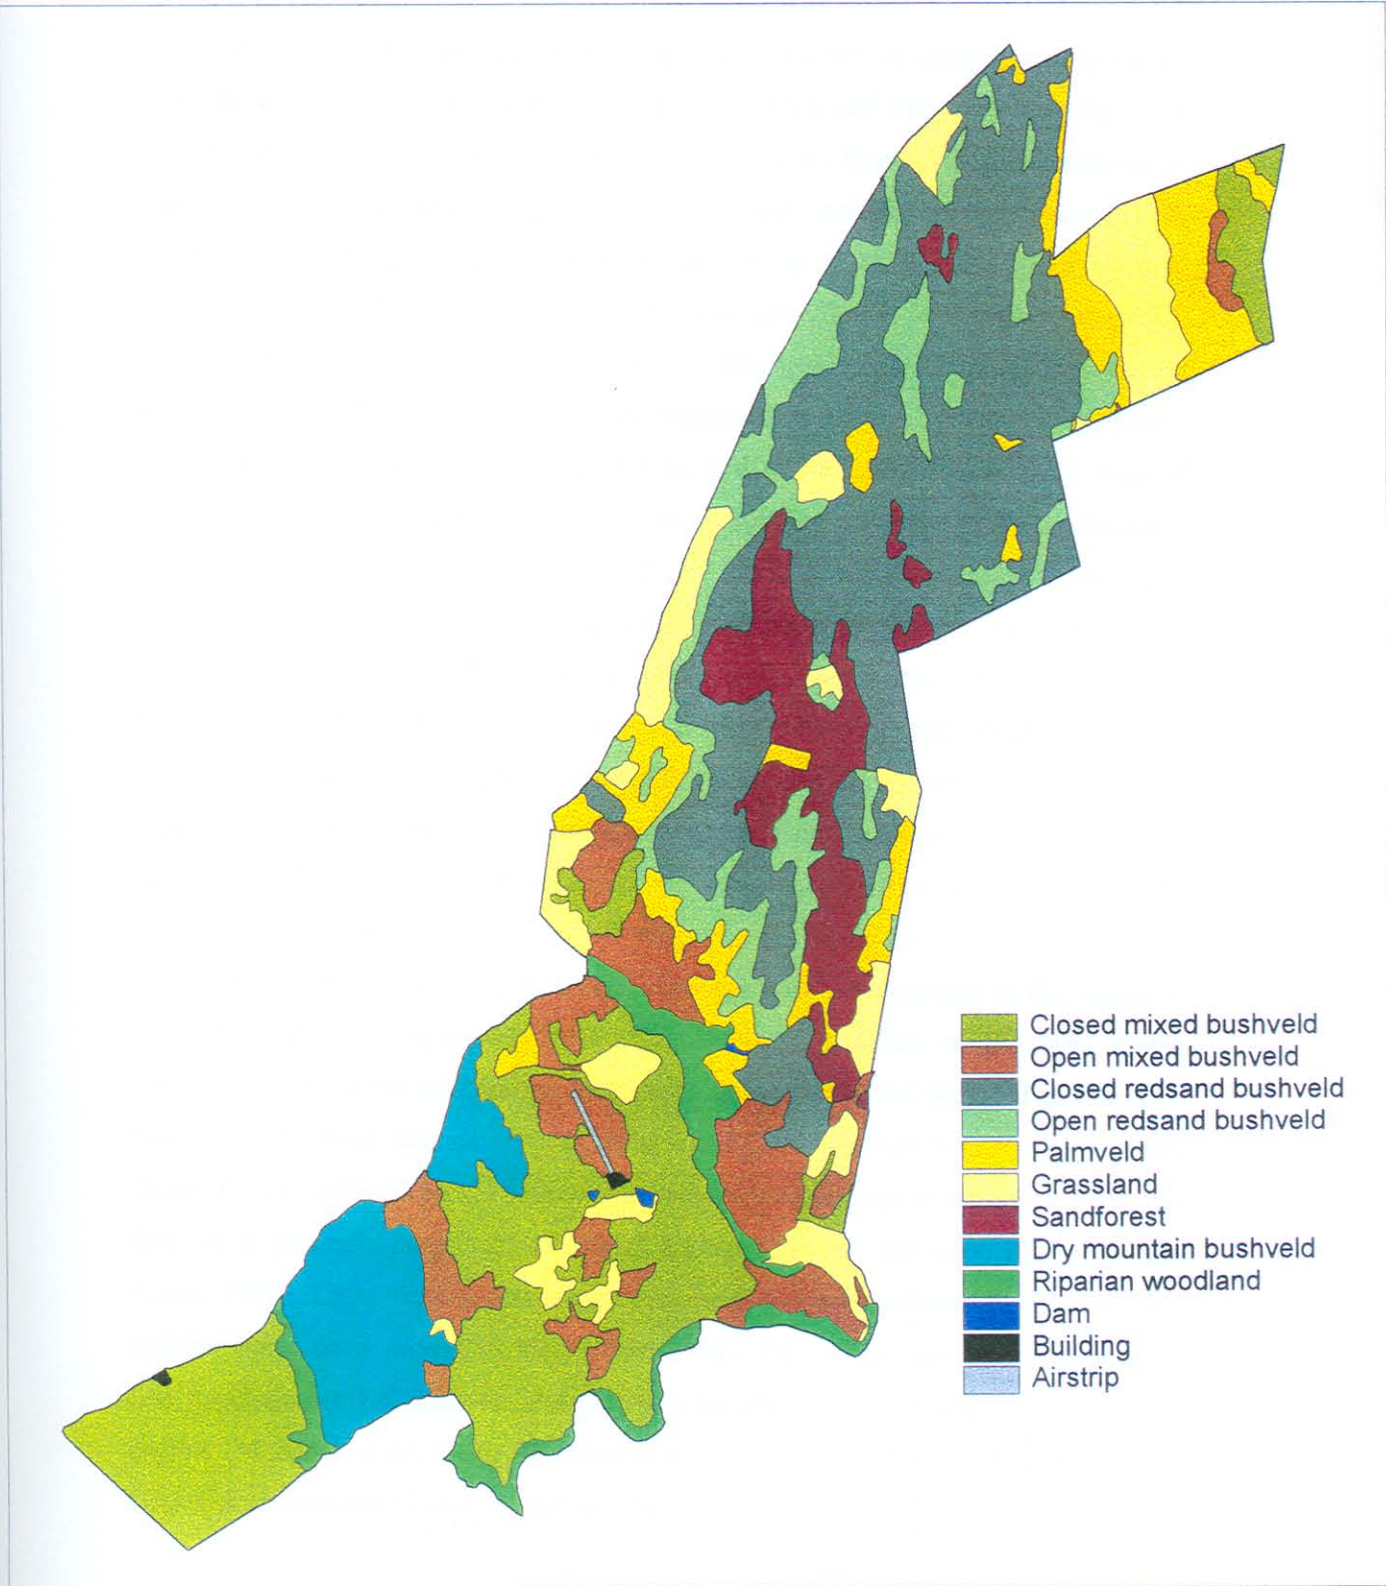 Closed mixed bushveld
Open mixed bushveld
Closed redsand bushveld
Open redsand bushveld
Palmveld
Grassland
Sandforest
Dry mountain bushveld
Riparian woodland
Dam
Building
Airstrip